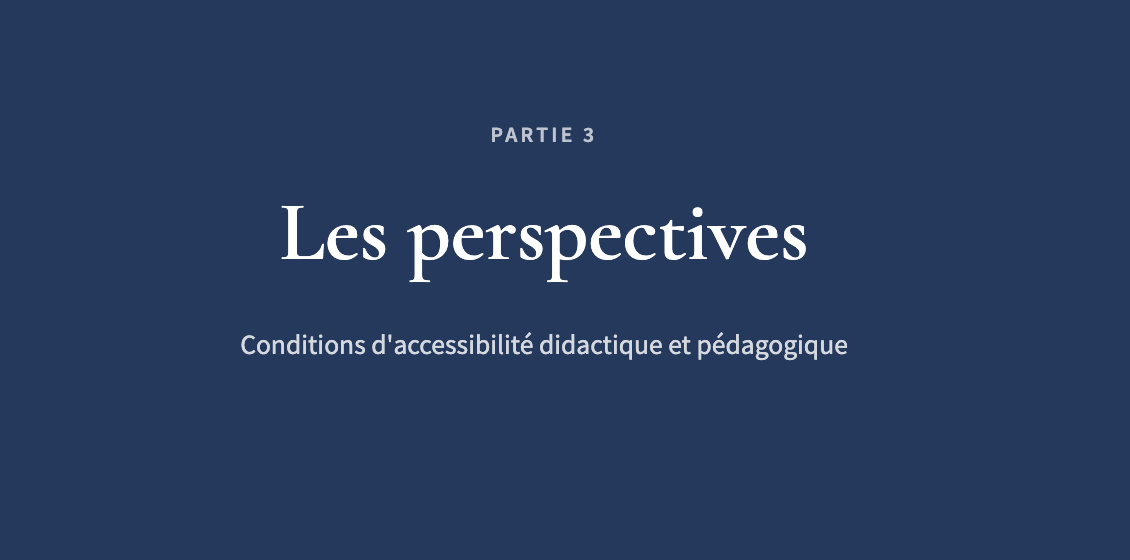 PARTIE 3
Les perspectives
Conditions d'accessibilité didactique et pédagogique